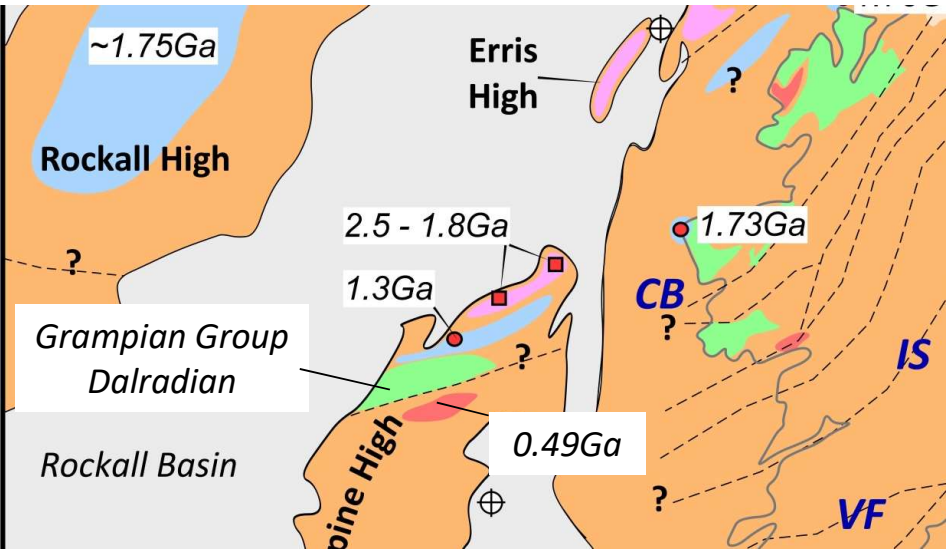 ~1.75Ga
Erris
High
?
Rockall High
2.5 - 1.8Ga
1.73Ga
?
1.3Ga
CB
?
Grampian Group
Dalradian
?
IS
0.49Ga
Rockall Basin
pine High
?
VF